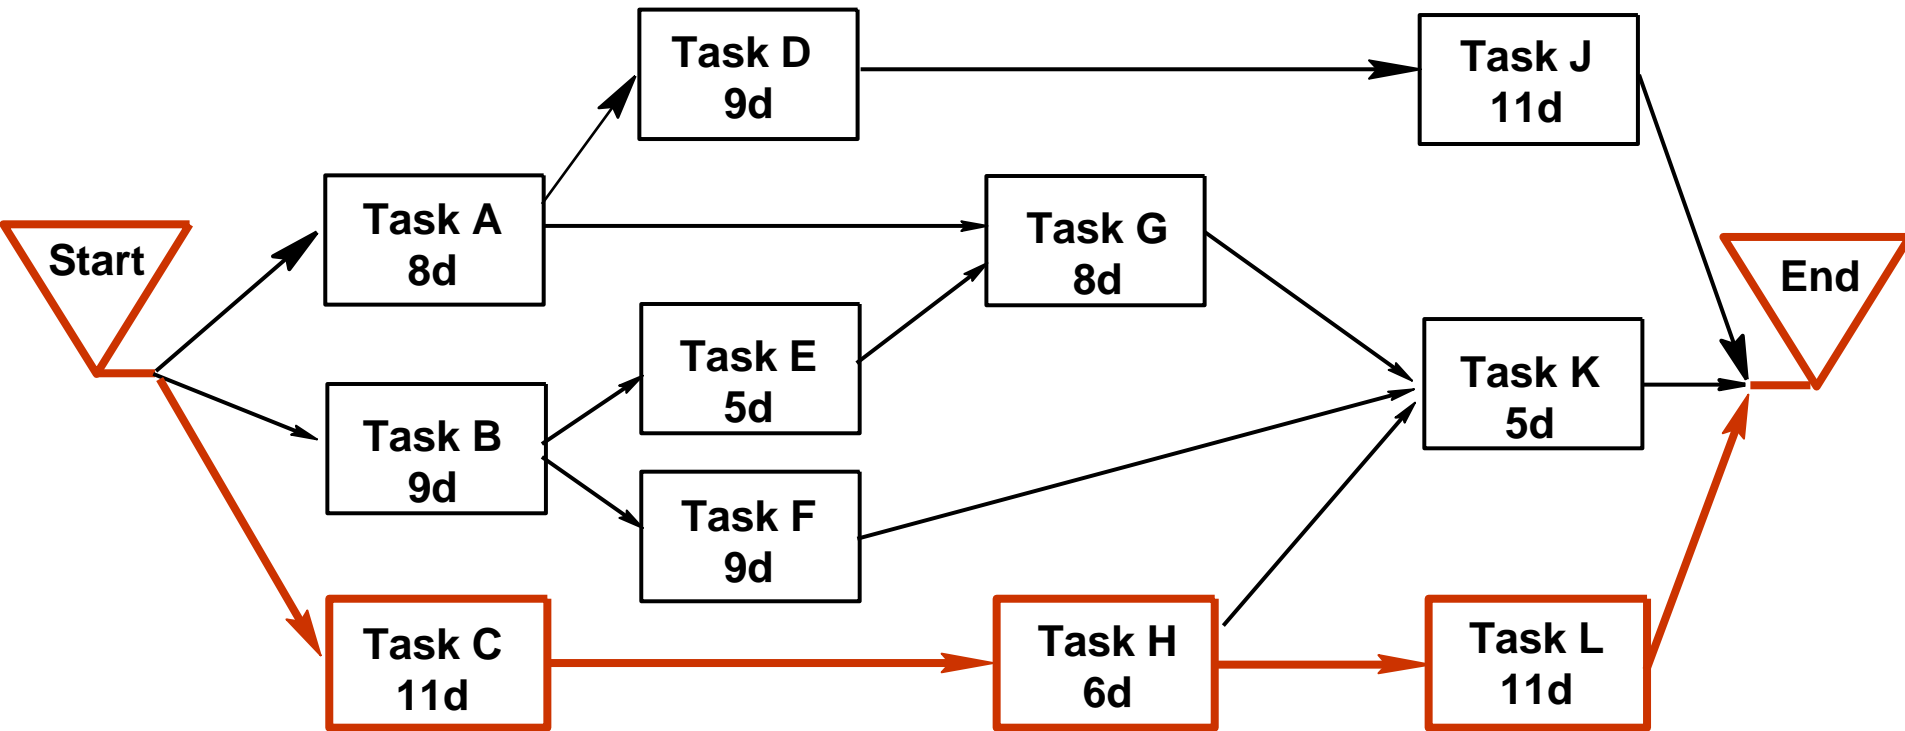 Start
Task A
8d
Task B
9d
Task C
11d
Task D
9d
Task E
5d
Task F
9d
Task G
8d
Task H
6d
Task J
11d
Task K
5d
Task L
11d
End